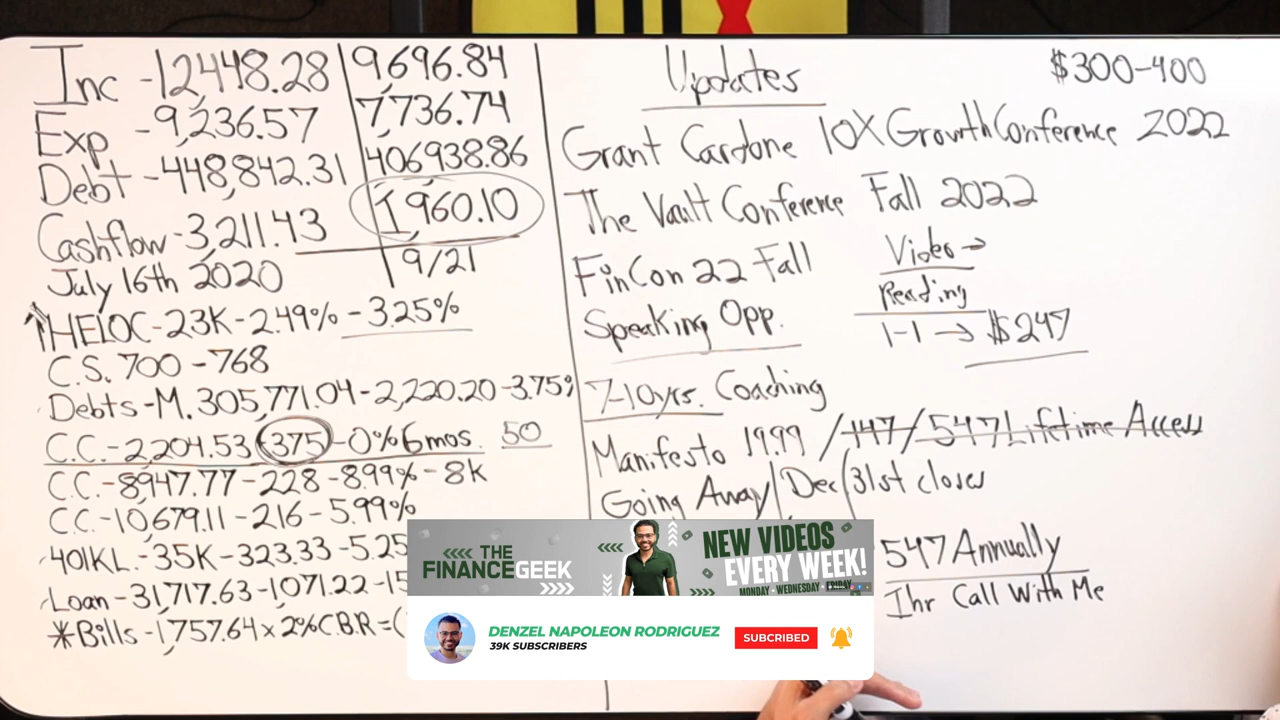 Inc -12,448.28 9,696.84
Exp -9,236.57 7,736.74
Debt -448,842.31 406938.86
Cashflow -3,211.43 1,960.10
July 16th 2020 9/21
HELOC -23K -2.49% -3.25%
C.S. 700 -768
Debts -M. 305,771.04 -2,220.20 -3.75%
C.C. -2,204.53 (375) -0% 6mos. 50
C.C. -8,947.77 -228 -8.99% -8K
C.C. -10,679.11 -216 -5.99%
401KL -35K -323.33 -5.25
Loan -31,717.63 -1071.22 -15
*Bills -1,757.64 x 2% C.B.R = (
Updates $300-400
Grant Cardone 10X Growth Conference 2022
The Vault Conference Fall 2022
FinCon 22 Fall Video →
Reading
Speaking Opp. 1-1 → $247
7-10yrs. Coaching
Manifesto 19.99 / 147 / 547 Lifetime Access
Going Away / Dec / 31st closes
547 Annually
1hr Call With Me
THE FINANCEGEEK
NEW VIDEOS
EVERY WEEK!
MONDAY • WEDNESDAY • FRIDAY
DENZEL NAPOLEON RODRIGUEZ
39K SUBSCRIBERS
SUBCRIBED